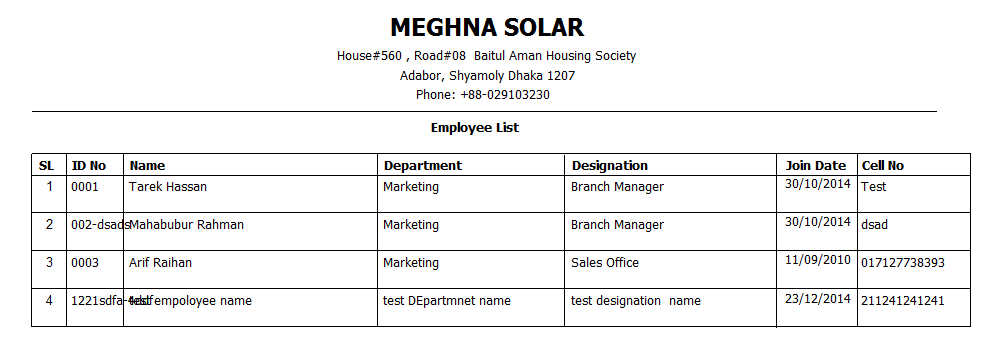 MEGHNA SOLAR
House#560 , Road#08  Baitul Aman Housing Society
Adabor, Shyamoly Dhaka 1207
Phone: +88-029103230
Employee List
SL ID No Name Department Designation Join Date Cell No
1 0001 Tarek Hassan Marketing Branch Manager 30/10/2014 Test
2 002-dsads Mahabubur Rahman Marketing Branch Manager 30/10/2014 dsad
3 0003 Arif Raihan Marketing Sales Office 11/09/2010 017127738393
4 empoloyee name test DEpartmnet name test designation  name 23/12/2014 211241241241